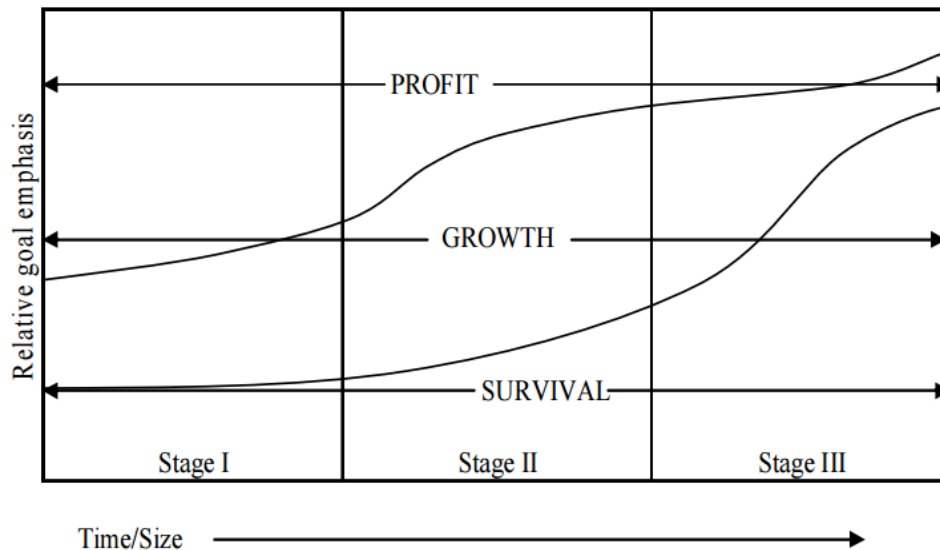 Relative goal emphasis
PROFIT
GROWTH
SURVIVAL
Stage I Stage II Stage III
Time/Size